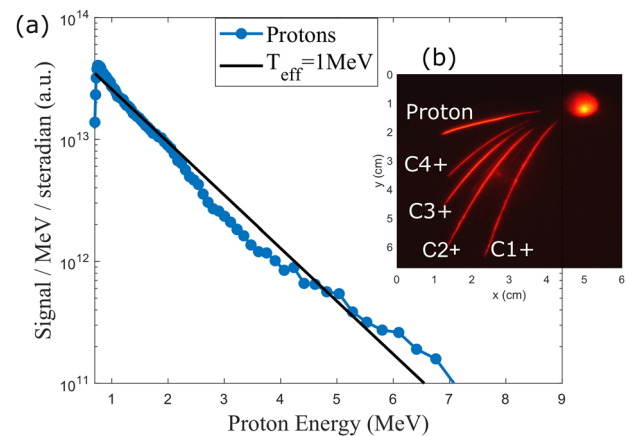 (a)
Protons
T_eff=1MeV
(b)
10^14
10^13
10^12
10^11
Signal / MeV / steradian (a.u.)
1 2 3 4 5 6 7 8 9
Proton Energy (MeV)
0
1
2
3
4
5
6
y (cm)
Proton
C4+
C3+
C2+
C1+
0 1 2 3 4 5 6
x (cm)